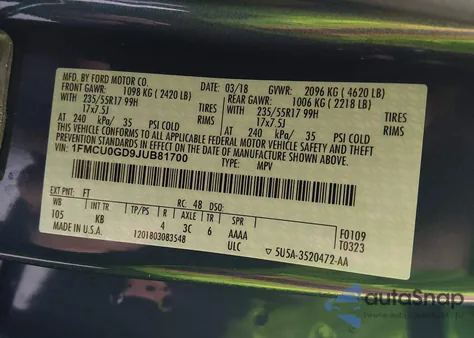 MFD. BY FORD MOTOR CO.
03/18 GVWR: 2096 KG ( 4620 LB)
FRONT GAWR: 1098 KG ( 2420 LB) REAR GAWR: 1006 KG ( 2218 LB)
WITH 235/55R17 99H TIRES WITH 235/55R17 99H TIRES
17x7.5J RIMS 17x7.5J RIMS
AT 240 kPa/ 35 PSI COLD AT 240 kPa/ 35 PSI COLD
THIS VEHICLE CONFORMS TO ALL APPLICABLE FEDERAL MOTOR VEHICLE SAFETY AND THEFT
PREVENTION STANDARDS IN EFFECT ON THE DATE OF MANUFACTURE SHOWN ABOVE.
VIN: 1FMCU0GD9JUB81700 TYPE: MPV
EXT PNT: FT RC: 48 DSO: F0109
WB TP/PS R AXLE TR SPR T0323
105 KB 4 3C 6 AAAA
MADE IN U.S.A. 1201803083548 ULC 5U5A-3520472-AA
autoSnap